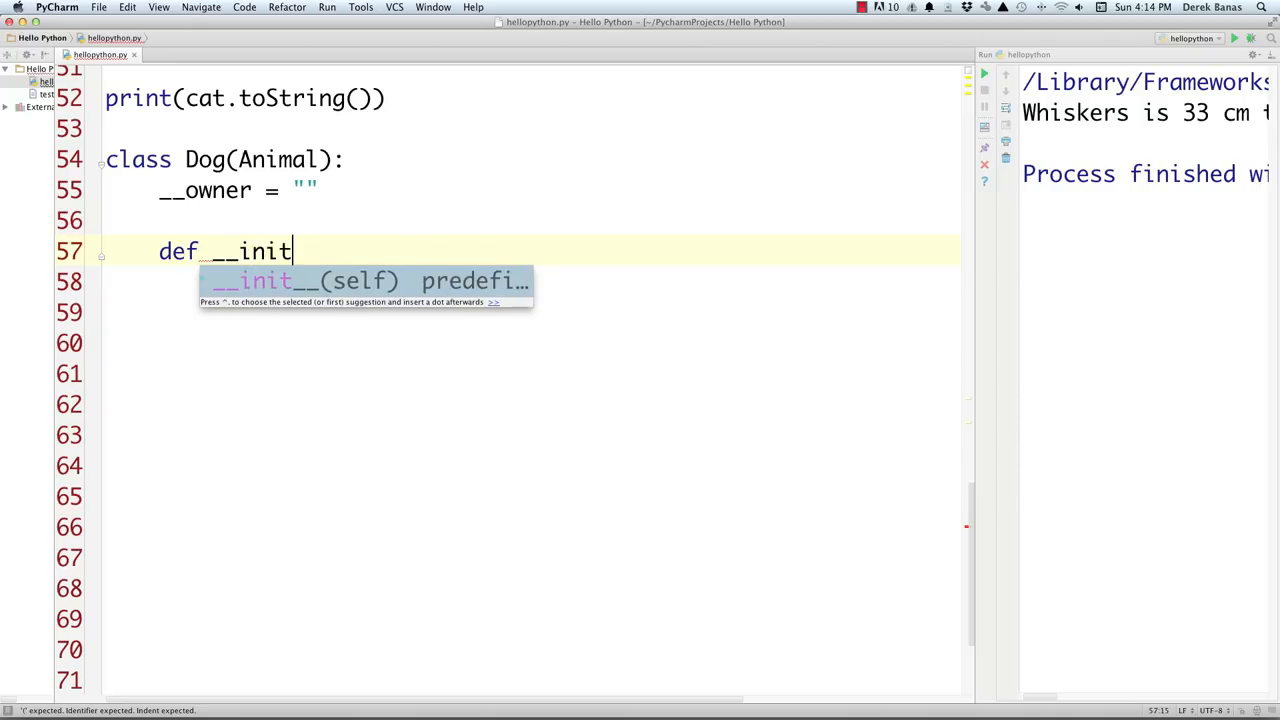 PyCharm File Edit View Navigate Code Refactor Run Tools VCS Window Help 10 Sun 4:14 PM Derek Banas
hellopython.py - Hello Python - [~/PycharmProjects/Hello Python]
Hello Python hellopython.py hellopython
hellopython.py Run hellopython
Hello P
hell
test
Extern
51
52 print(cat.toString())
53
54 class Dog(Animal):
55 __owner = ""
56
57 def __init
__init__(self) predefi…
Press ^. to choose the selected (or first) suggestion and insert a dot afterwards >>
58
59
60
61
62
63
64
65
66
67
68
69
70
71
/Library/Frameworks
Whiskers is 33 cm t
Process finished wi
'(' expected. Identifier expected. Indent expected. 57:15 LF UTF-8